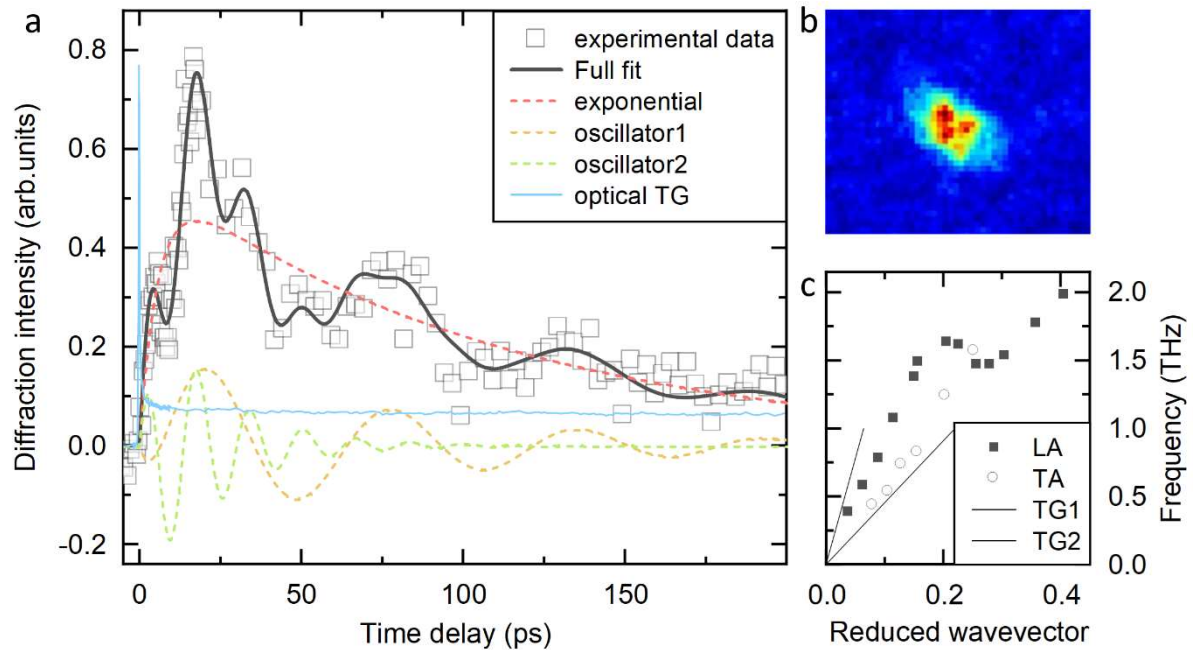 a
0.8
0.6
0.4
0.2
0.0
-0.2
Diffraction intensity (arb.units)
0
50
100
150
Time delay (ps)
experimental data
Full fit
exponential
oscillator1
oscillator2
optical TG
b
c
2.0
1.5
1.0
0.5
0.0
Frequency (THz)
LA
TA
TG1
TG2
0.0
0.2
0.4
Reduced wavevector